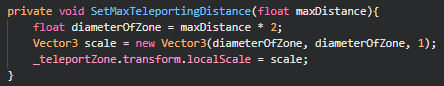 private void SetMaxTeleportingDistance(float maxDistance){
    float diameterOfZone = maxDistance * 2;
    Vector3 scale = new Vector3(diameterOfZone, diameterOfZone, 1);
    _teleportZone.transform.localScale = scale;
}